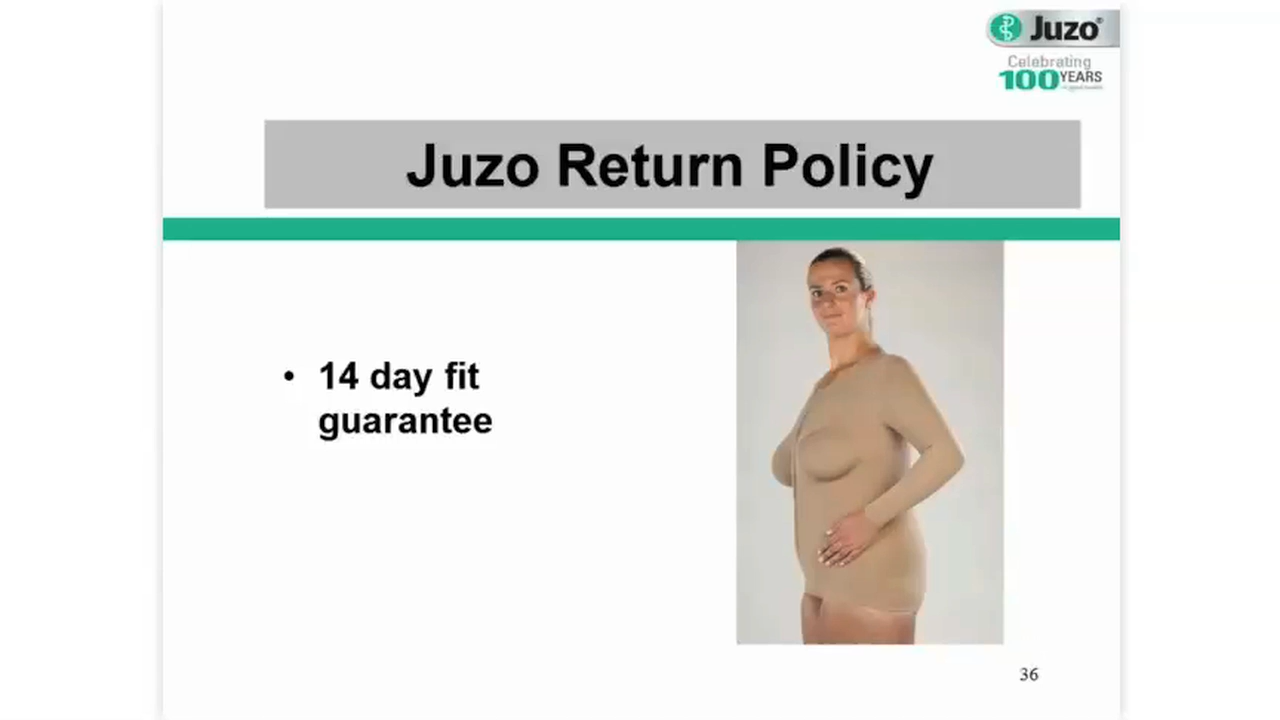 Juzo®
Celebrating
100 YEARS
Juzo Return Policy
• 14 day fit
guarantee
36